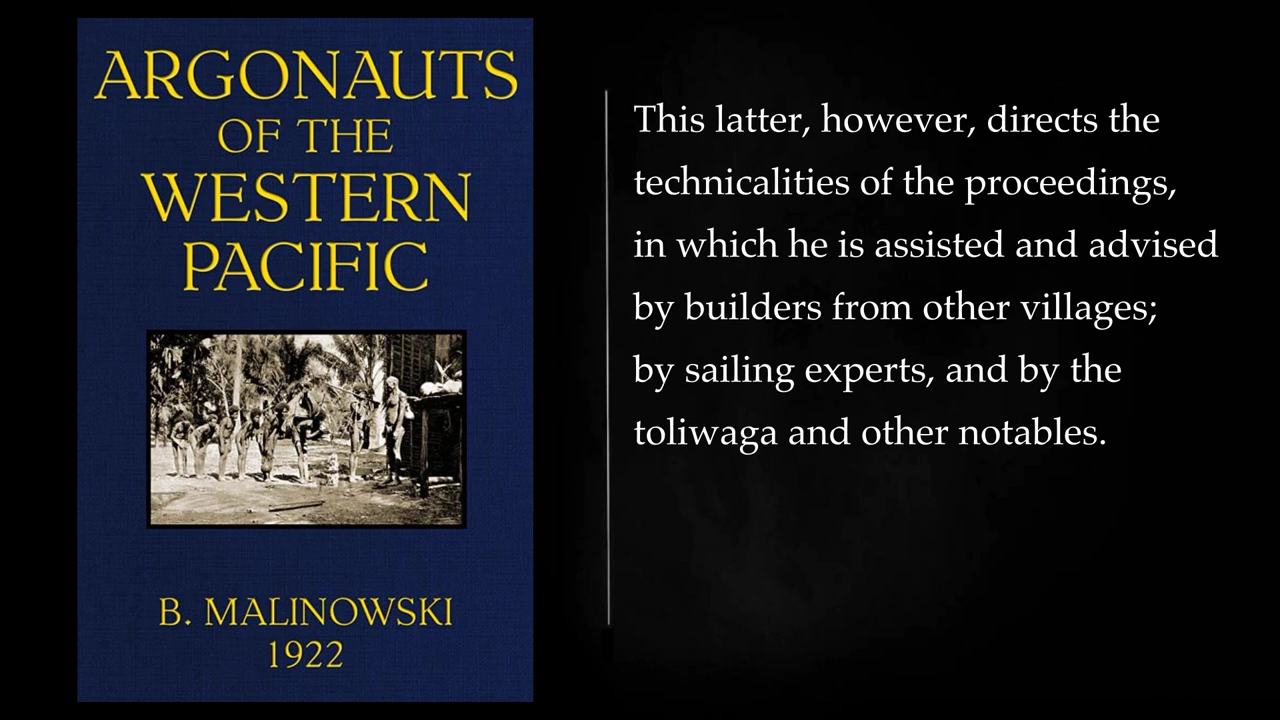 ARGONAUTS
OF THE
WESTERN
PACIFIC
B. MALINOWSKI
1922
This latter, however, directs the
technicalities of the proceedings,
in which he is assisted and advised
by builders from other villages;
by sailing experts, and by the
toliwaga and other notables.